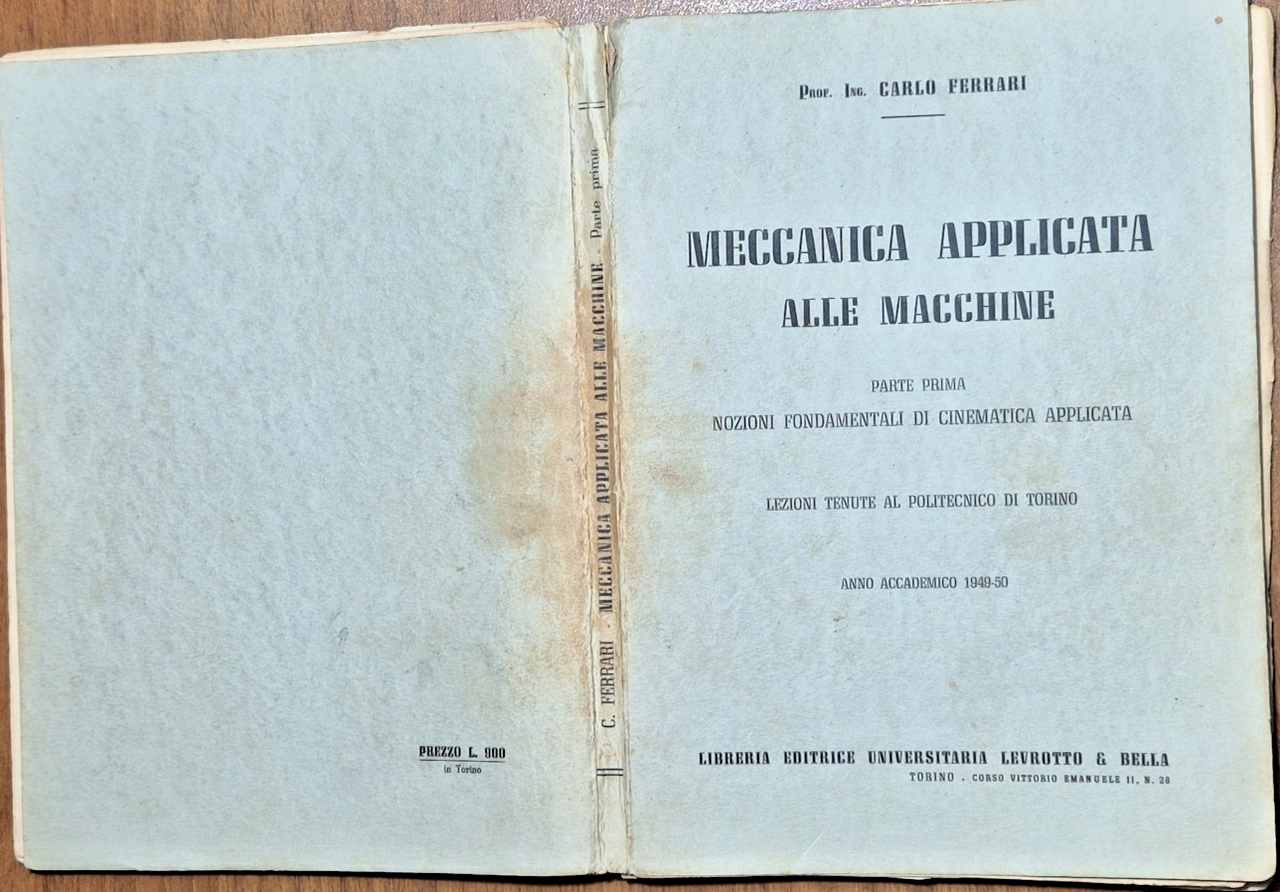 PREZZO L. 900
in Torino
C. FERRARI - MECCANICA APPLICATA ALLE MACCHINE - Parte prima
Prof. Ing. CARLO FERRARI
MECCANICA APPLICATA
ALLE MACCHINE
PARTE PRIMA
NOZIONI FONDAMENTALI DI CINEMATICA APPLICATA
LEZIONI TENUTE AL POLITECNICO DI TORINO
ANNO ACCADEMICO 1949-50
LIBRERIA EDITRICE UNIVERSITARIA LEVROTTO & BELLA
TORINO . CORSO VITTORIO EMANUELE II, N. 28